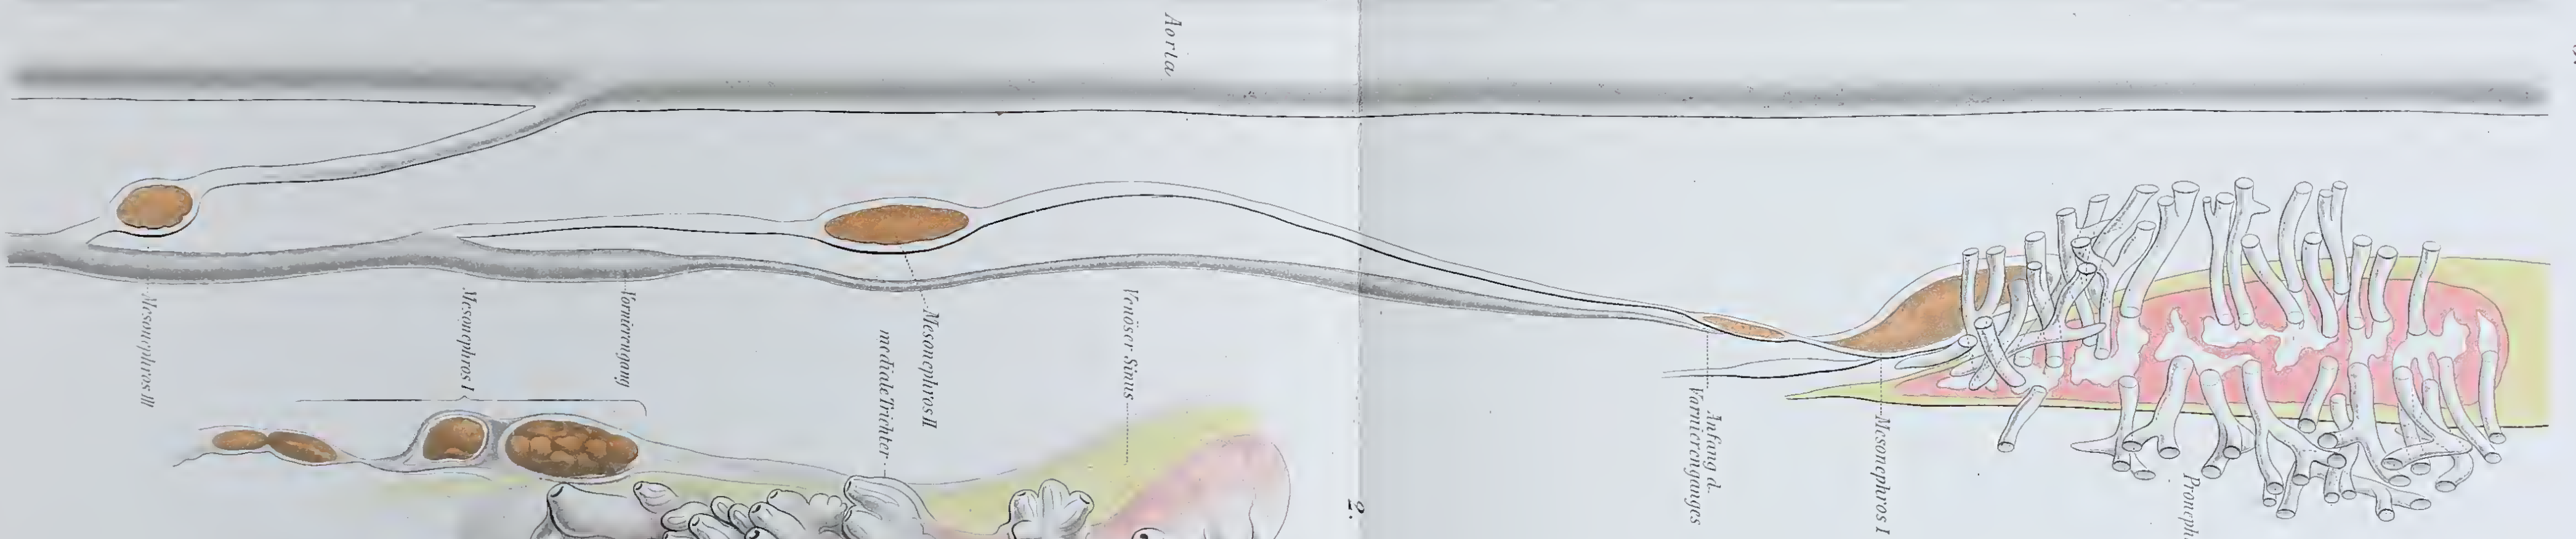 Aorta
Mesonephros III
Mesonephros I
Vornierengang
Mesonephros II
mediale Trichter
Venöser Sinus
2.
Anfang d.
Vornierenganges
Mesonephros I
Proneph